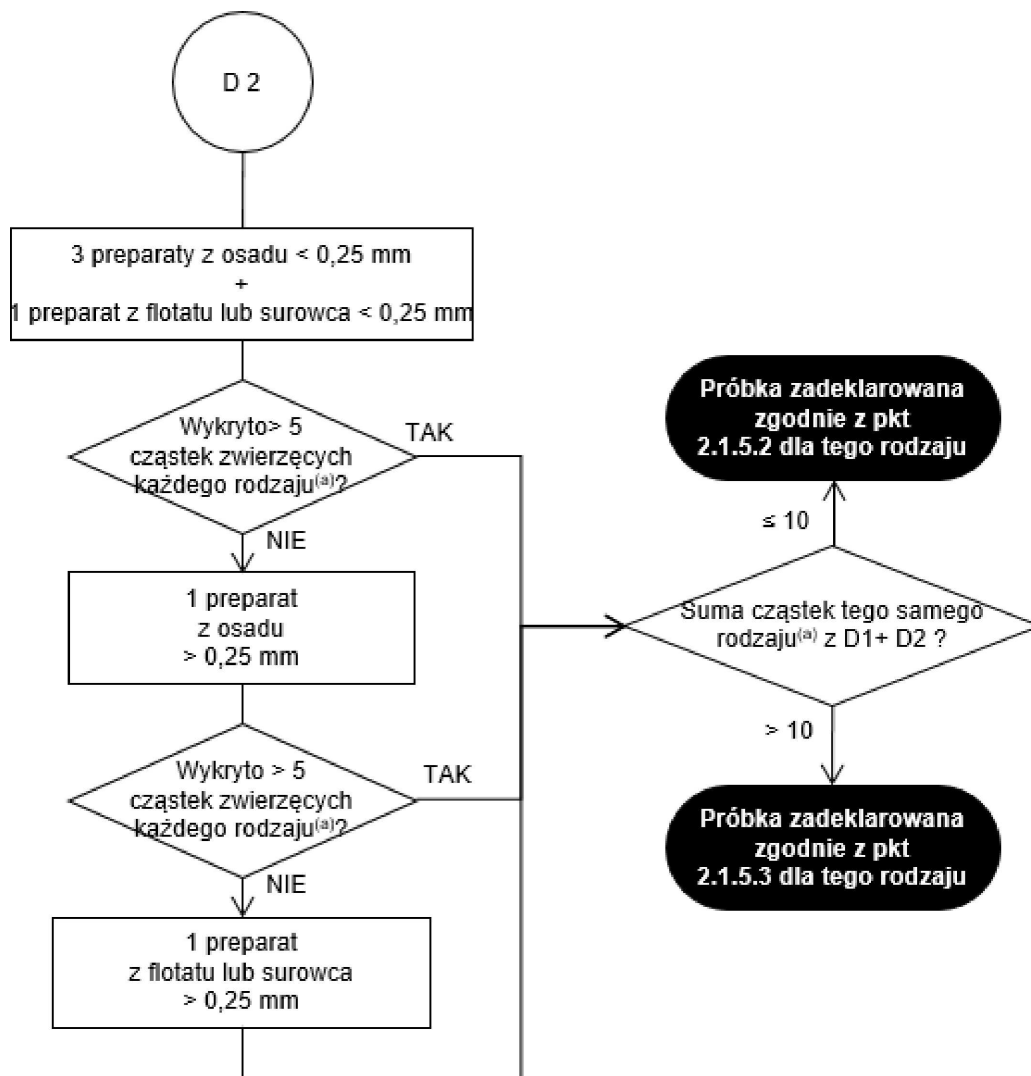 D 2
3 preparaty z osadu < 0,25 mm
+
1 preparat z flotatu lub surowca < 0,25 mm
Wykryto> 5
cząstek zwierzęcych
każdego rodzaju(a)?
TAK
NIE
1 preparat
z osadu
> 0,25 mm
Wykryto > 5
cząstek zwierzęcych
każdego rodzaju(a)?
TAK
NIE
1 preparat
z flotatu lub surowca
> 0,25 mm
Próbka zadeklarowana
zgodnie z pkt
2.1.5.2 dla tego rodzaju
≤ 10
Suma cząstek tego samego
rodzaju(a) z D1+ D2 ?
> 10
Próbka zadeklarowana
zgodnie z pkt
2.1.5.3 dla tego rodzaju